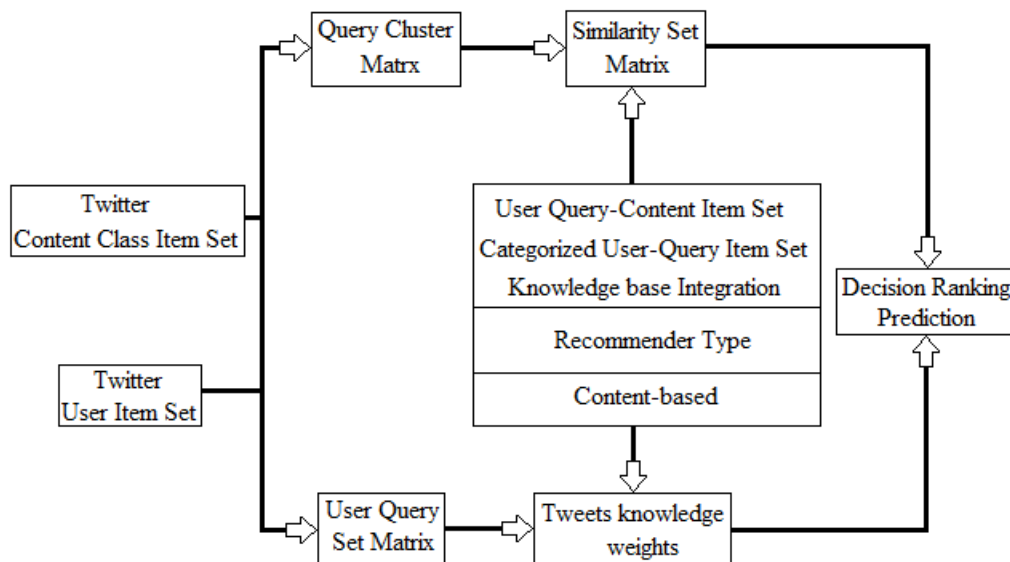 Query Cluster
Matrx
Similarity Set
Matrix
Twitter
Content Class Item Set
User Query-Content Item Set
Categorized User-Query Item Set
Knowledge base Integration
Recommender Type
Content-based
Decision Ranking
Prediction
Twitter
User Item Set
User Query
Set Matrix
Tweets knowledge
weights